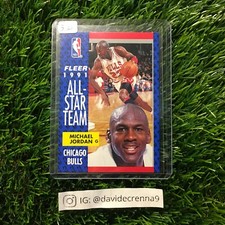 FLEER
1991
ALL-
STAR
TEAM
MICHAEL
JORDAN G
CHICAGO
BULLS
IG: @davidecrenna9